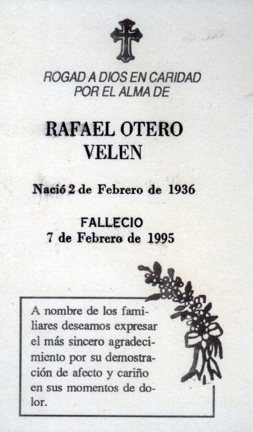 ROGAD A DIOS EN CARIDAD
POR EL ALMA DE
RAFAEL OTERO
VELEN
Nació 2 de Febrero de 1936
FALLECIO
7 de Febrero de 1995
A nombre de los fami-
liares deseamos expresar
el más sincero agradeci-
miento por su demostra-
ción de afecto y cariño
en sus momentos de do-
lor.